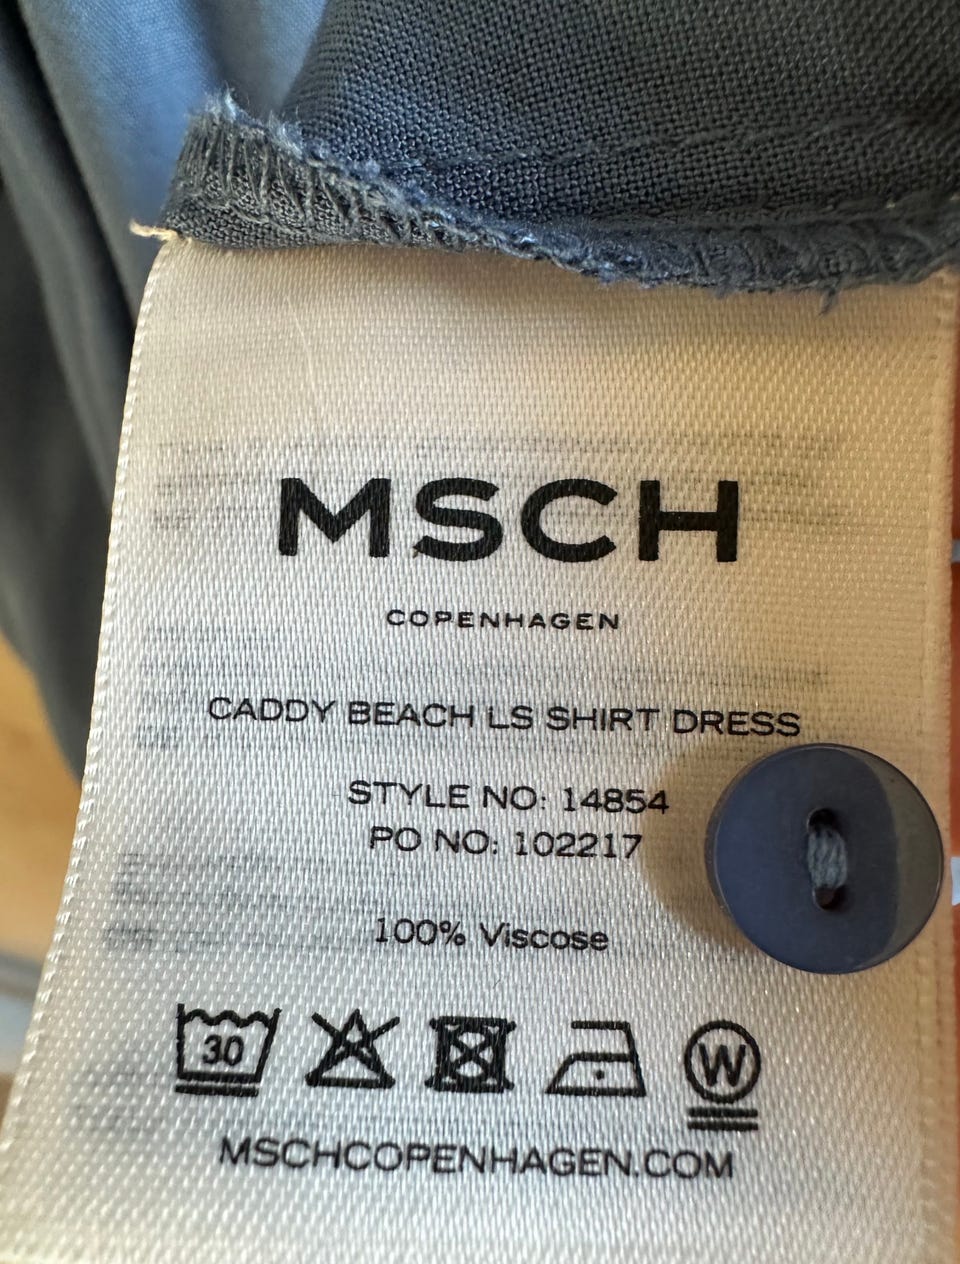 MSCH
COPENHAGEN
CADDY BEACH LS SHIRT DRESS
STYLE NO: 14854
PO NO: 102217
100% Viscose
30
W
MSCHCOPENHAGEN.COM